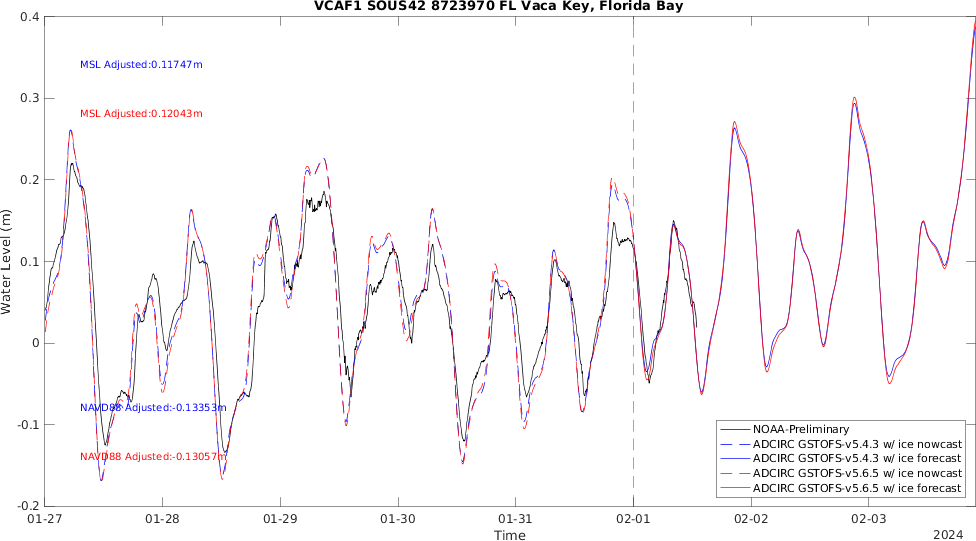 VCAF1 SOUS42 8723970 FL Vaca Key, Florida Bay
0.4
MSL Adjusted:0.11747m
0.3
MSL Adjusted:0.12043m
0.2
0.1
Water Level (m)
0
NAVD88 Adjusted:-0.13353m
-0.1
NAVD88 Adjusted:-0.13057m
-0.2
NOAA-Preliminary
ADCIRC GSTOFS-v5.4.3 w/ ice nowcast
ADCIRC GSTOFS-v5.4.3 w/ ice forecast
ADCIRC GSTOFS-v5.6.5 w/ ice nowcast
ADCIRC GSTOFS-v5.6.5 w/ ice forecast
01-27 01-28 01-29 01-30 01-31 02-01 02-02 02-03
Time
2024